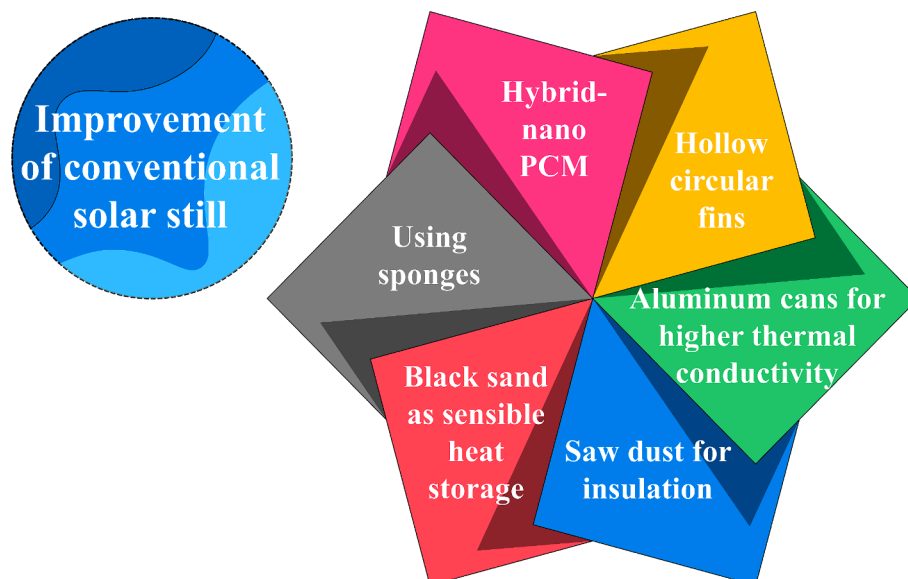 Improvement
of conventional
solar still
Hybrid-
nano
PCM
Hollow
circular
fins
Using
sponges
Aluminum cans for
higher thermal
conductivity
Black sand
as sensible
heat
storage
Saw dust for
insulation